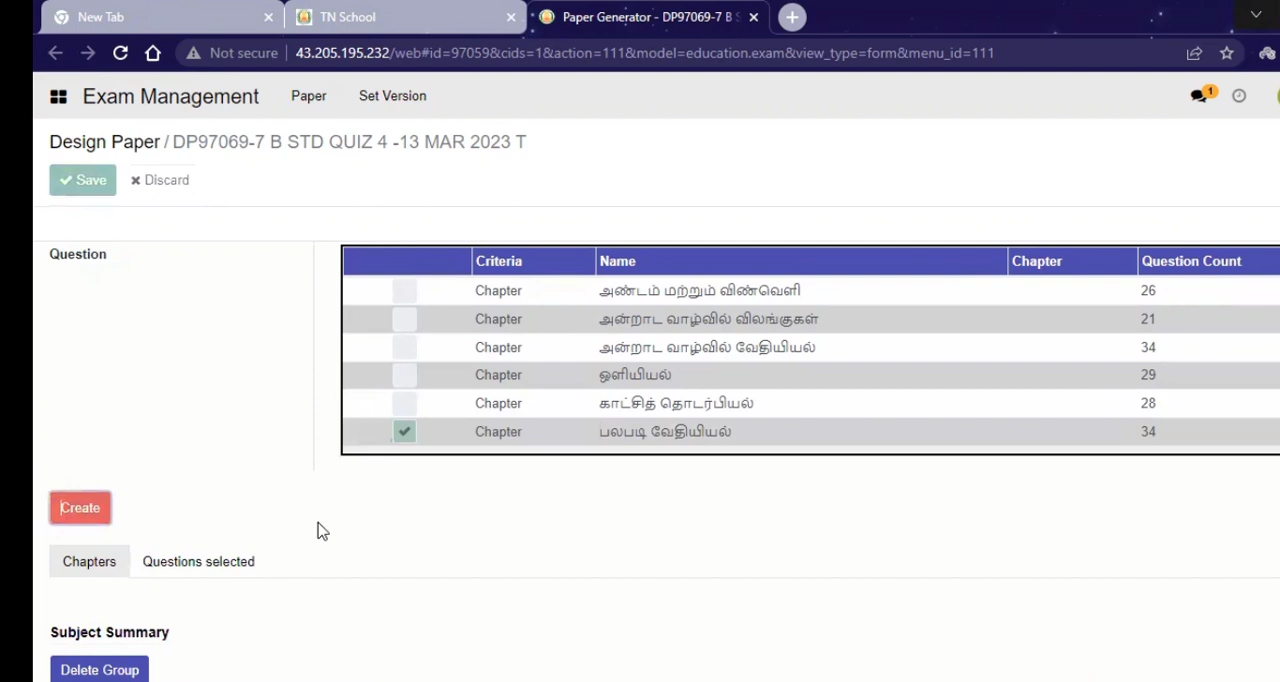 New Tab
TN School
Paper Generator - DP97069-7 B S
Not secure
43.205.195.232/web#id=97059&cids=1&action=111&model=education.exam&view_type=form&menu_id=111
Exam Management Paper Set Version
1
Design Paper / DP97069-7 B STD QUIZ 4 -13 MAR 2023 T
Save Discard
Question
Criteria Name Chapter Question Count
Chapter அண்டம் மற்றும் விண்வெளி 26
Chapter அன்றாட வாழ்வில் விலங்குகள் 21
Chapter அன்றாட வாழ்வில் வேதியியல் 34
Chapter ஒளியியல் 29
Chapter காட்சித் தொடர்பியல் 28
Chapter பலபடி வேதியியல் 34
Create
Chapters Questions selected
Subject Summary
Delete Group